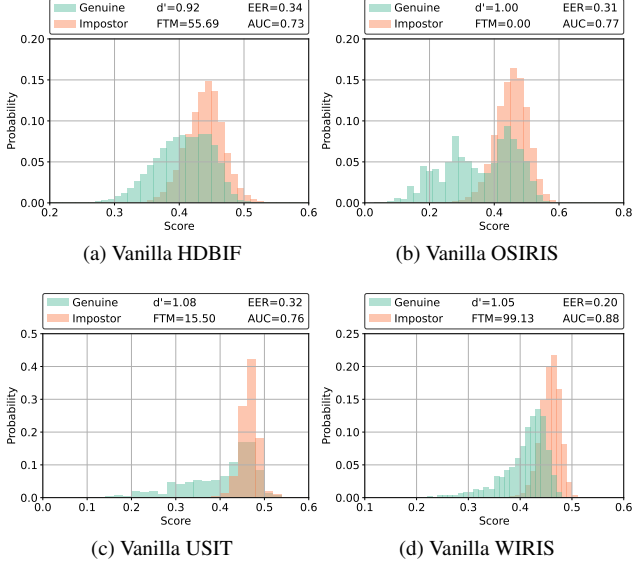 Genuine d'=0.92 EER=0.34
Impostor FTM=55.69 AUC=0.73
0.20
0.15
0.10
0.05
0.00
Probability
0.2 0.3 0.4 0.5 0.6
Score
(a) Vanilla HDBIF
Genuine d'=1.00 EER=0.31
Impostor FTM=0.00 AUC=0.77
0.20
0.15
0.10
0.05
0.00
Probability
0.0 0.2 0.4 0.6 0.8
Score
(b) Vanilla OSIRIS
Genuine d'=1.08 EER=0.32
Impostor FTM=15.50 AUC=0.76
0.5
0.4
0.3
0.2
0.1
0.0
Probability
0.0 0.1 0.2 0.3 0.4 0.5 0.6
Score
(c) Vanilla USIT
Genuine d'=1.05 EER=0.20
Impostor FTM=99.13 AUC=0.88
0.25
0.20
0.15
0.10
0.05
0.00
Probability
0.1 0.2 0.3 0.4 0.5 0.6
Score
(d) Vanilla WIRIS